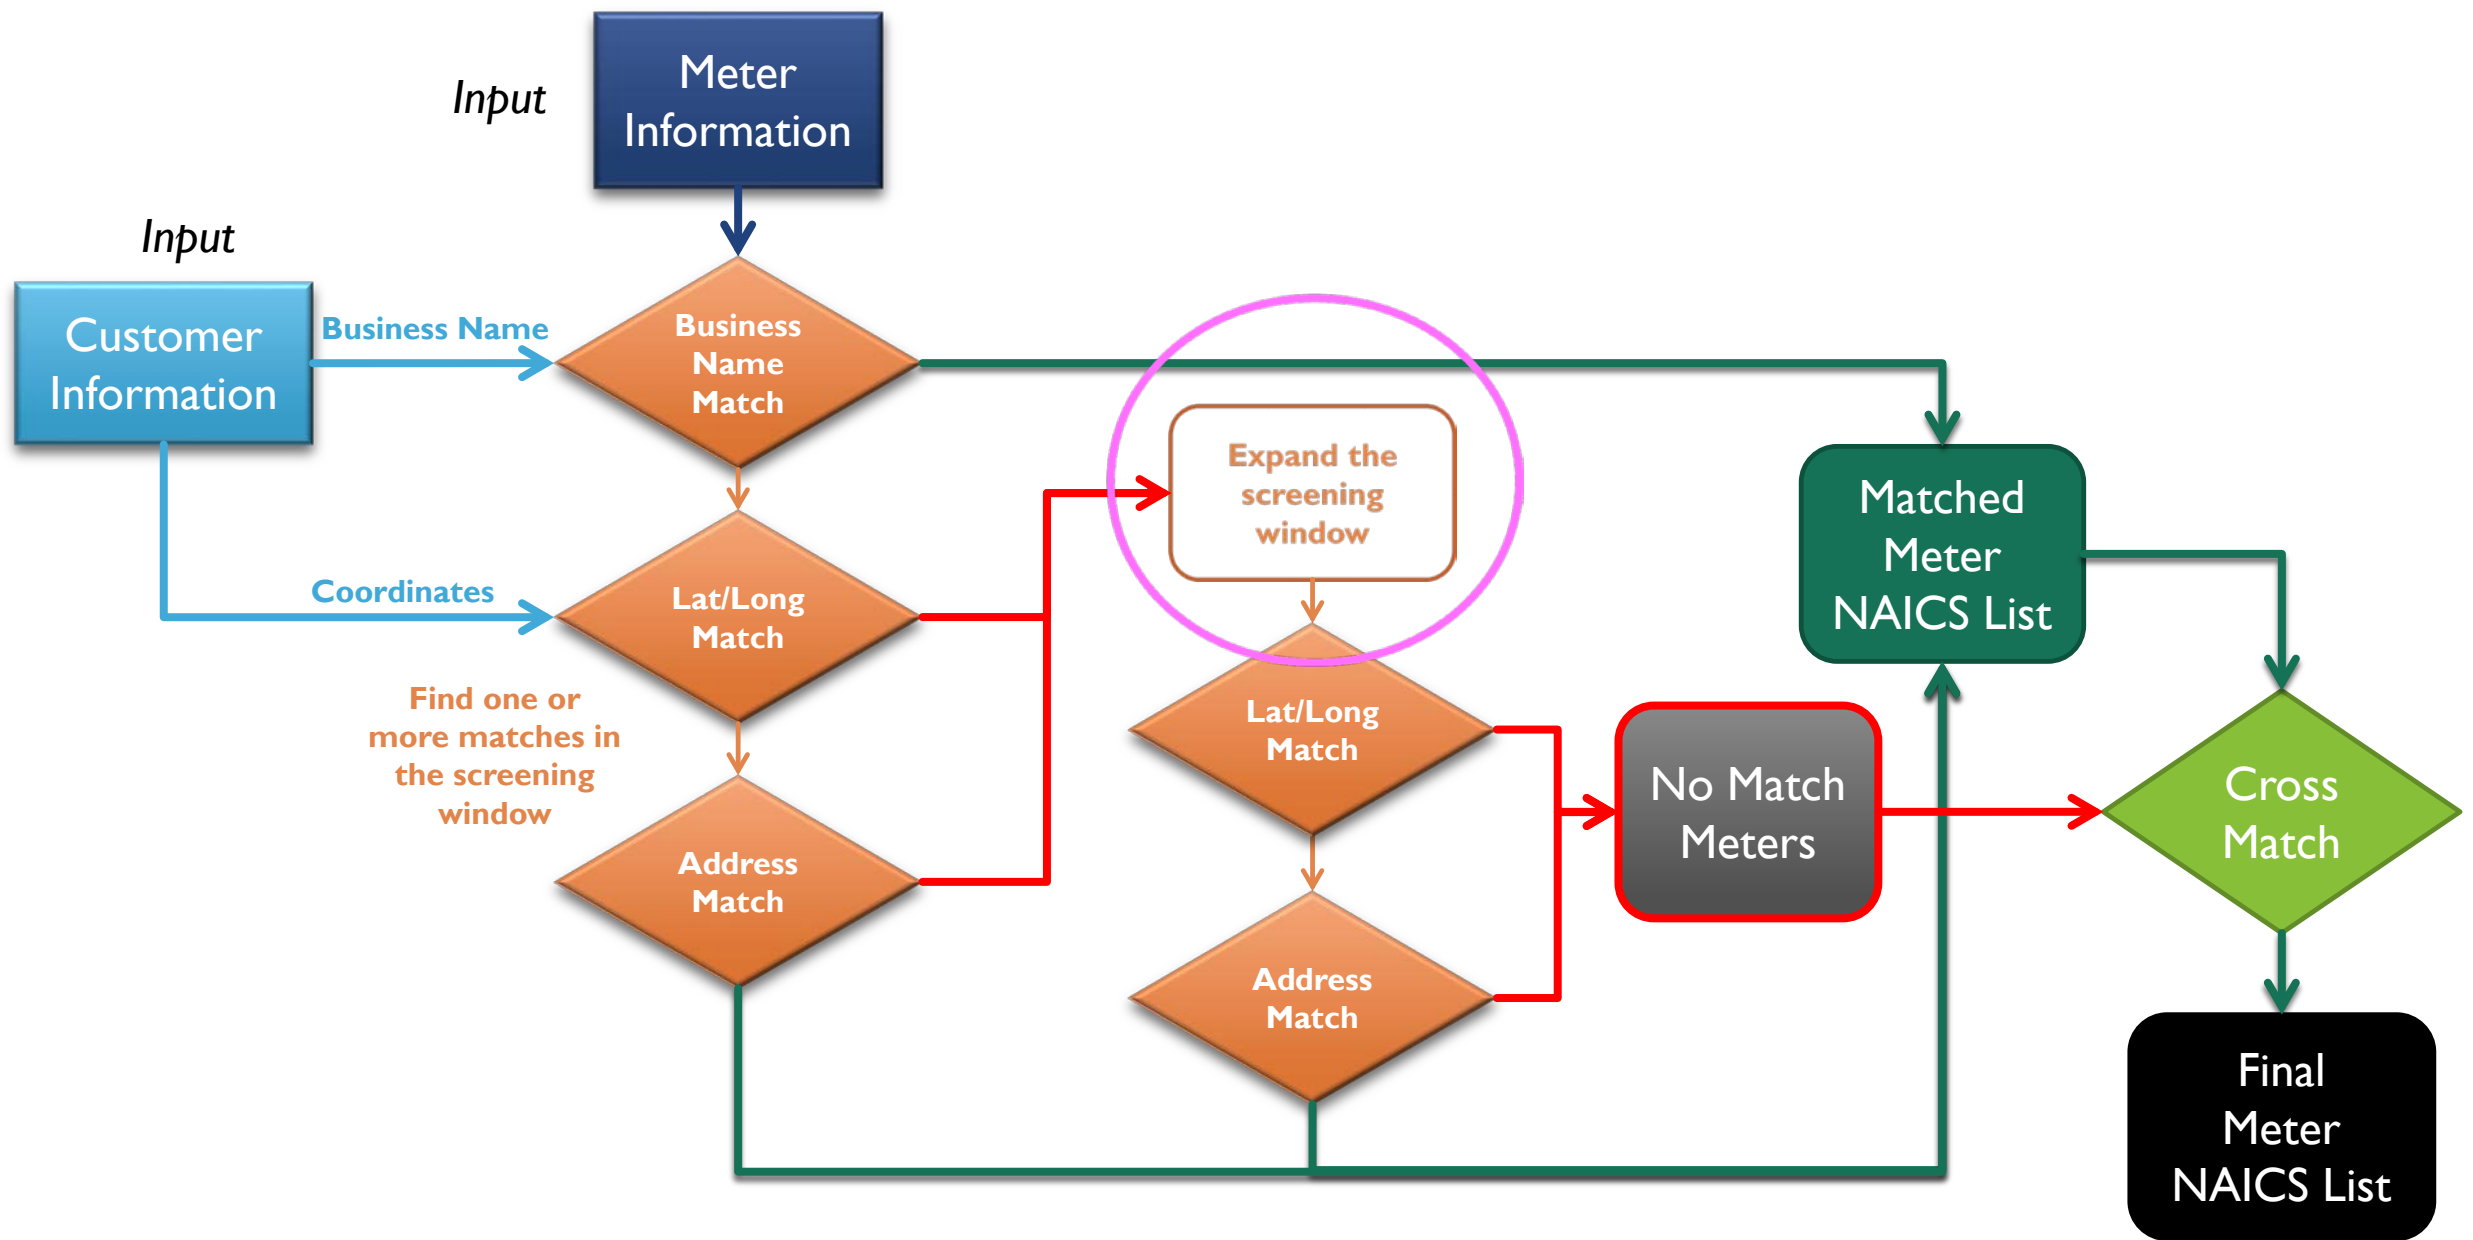 Input
Meter
Information
Input
Customer
Information
Business Name
Business
Name
Match
Coordinates
Lat/Long
Match
Find one or
more matches in
the screening
window
Address
Match
Expand the
screening
window
Lat/Long
Match
Address
Match
No Match
Meters
Matched
Meter
NAICS List
Cross
Match
Final
Meter
NAICS List